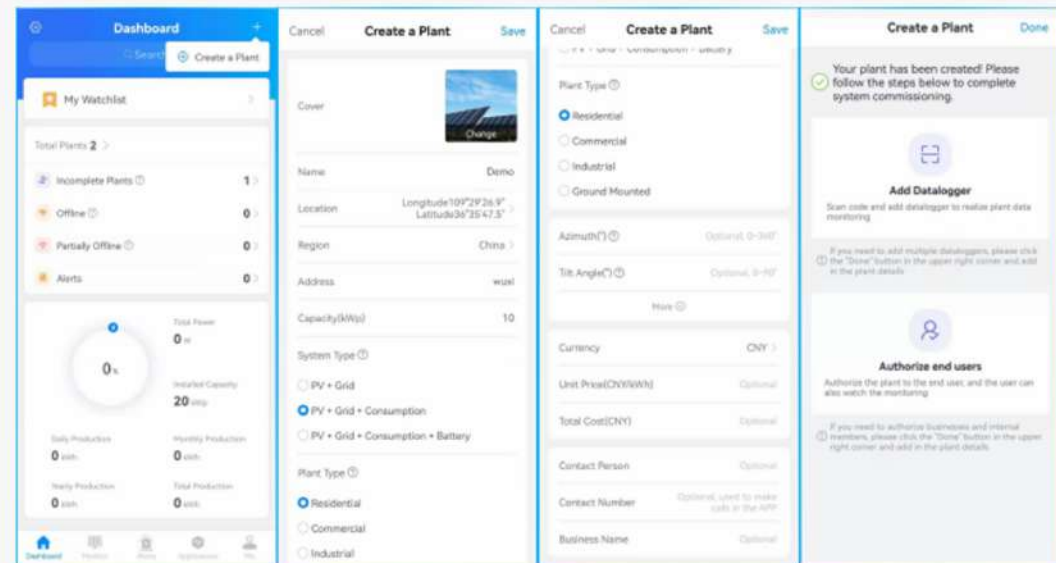 Dashboard
Search
Create a Plant
My Watchlist
Total Plants 2
Incomplete Plants
1
Offline
0
Partially Offline
0
Alerts
0
0%
Total Power
0 W
Installed Capacity
20 kWp
Daily Production
0 kWh
Monthly Production
0 kWh
Yearly Production
0 kWh
Total Production
0 kWh
Dashboard
Cancel
Create a Plant
Save
Cover
Change
Name
Demo
Location
Longitude109°29'26.9"
Latitude36°35'47.5"
Region
China
Address
wuxi
Capacity(kWp)
10
System Type
PV + Grid
PV + Grid + Consumption
PV + Grid + Consumption + Battery
Plant Type
Residential
Commercial
Industrial
Cancel
Create a Plant
Save
PV + Grid + Consumption + Battery
Plant Type
Residential
Commercial
Industrial
Ground Mounted
Azimuth(°)
Optional, 0~360°
Tilt Angle(°)
Optional, 0~90°
More
Currency
CNY
Unit Price(CNY/kWh)
Optional
Total Cost(CNY)
Optional
Contact Person
Optional
Contact Number
Optional, used to make
calls in the APP
Business Name
Optional
Create a Plant
Done
Your plant has been created! Please
follow the steps below to complete
system commissioning.
Add Datalogger
Scan code and add datalogger to realize plant data
monitoring
If you need to add multiple dataloggers, please click
the "Done" button in the upper right corner and add
in the plant details
Authorize end users
Authorize the plant to the end user, and the user can
also watch the monitoring
If you need to authorize businesses and internal
members, please click the "Done" button in the upper
right corner and add in the plant details